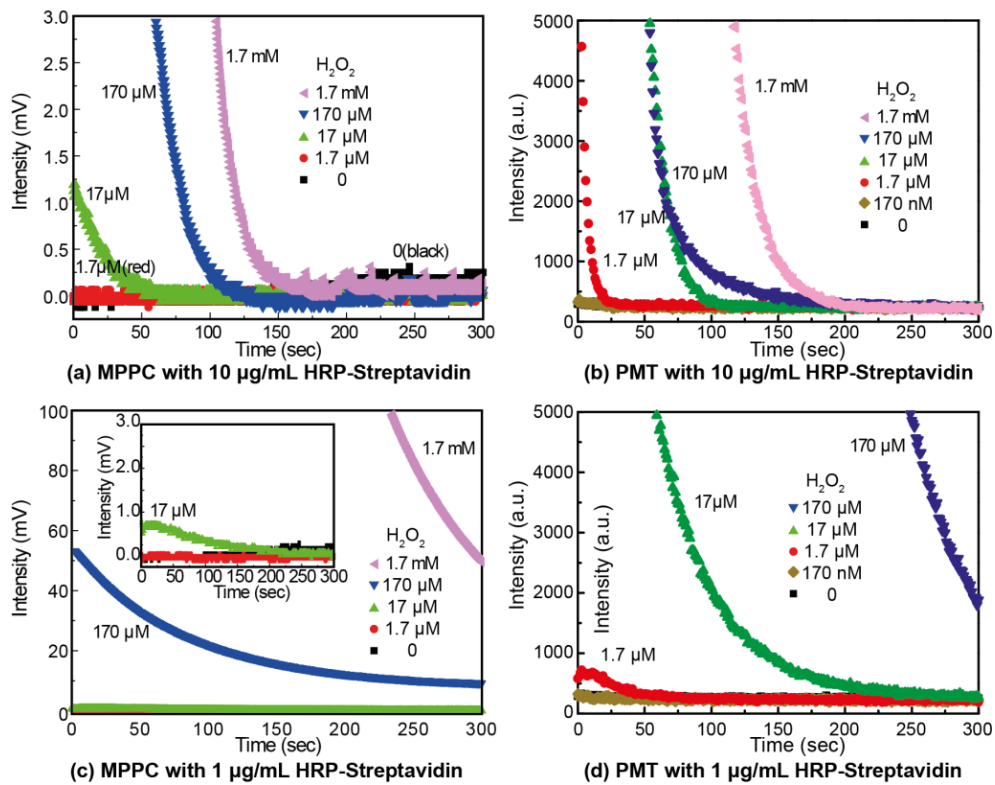 3.0
2.5
2.0
1.5
1.0
0.5
0.0
Intensity (mV)
170 µM
1.7 mM
17µM
1.7µM(red)
0(black)
H₂O₂
1.7 mM
170 µM
17 µM
1.7 µM
0
0 50 100 150 200 250 300
Time (sec)
(a) MPPC with 10 µg/mL HRP-Streptavidin
5000
4000
3000
2000
1000
400
0
Intensity (a.u.)
1.7 µM
17 µM
170 µM
1.7 mM
H₂O₂
1.7 mM
170 µM
17 µM
1.7 µM
170 nM
0
0 50 100 150 200 250 300
Time (sec)
(b) PMT with 10 µg/mL HRP-Streptavidin
100
80
60
40
20
0
Intensity (mV)
170 µM
1.7 mM
3.0
2.0
1.0
0.0
Intensity (mV)
17 µM
0 50 100 150 200 250 300
Time (sec)
H₂O₂
1.7 mM
170 µM
17 µM
1.7 µM
0
0 50 100 150 200 250 300
Time (sec)
(c) MPPC with 1 µg/mL HRP-Streptavidin
5000
4000
3000
2000
1000
400
0
Intensity (a.u.)
Intensity (a.u.)
1.7 µM
17µM
170 µM
H₂O₂
170 µM
17 µM
1.7 µM
170 nM
0
0 50 100 150 200 250 300
Time (sec)
(d) PMT with 1 µg/mL HRP-Streptavidin